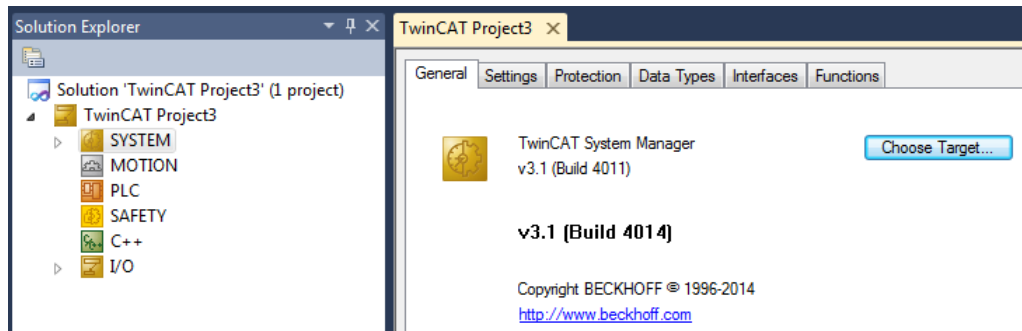 Solution Explorer
Solution 'TwinCAT Project3' (1 project)
TwinCAT Project3
SYSTEM
MOTION
PLC
SAFETY
C++
I/O
TwinCAT Project3
General Settings Protection Data Types Interfaces Functions
TwinCAT System Manager
v3.1 (Build 4011)
Choose Target...
v3.1 (Build 4014)
Copyright BECKHOFF © 1996-2014
http://www.beckhoff.com